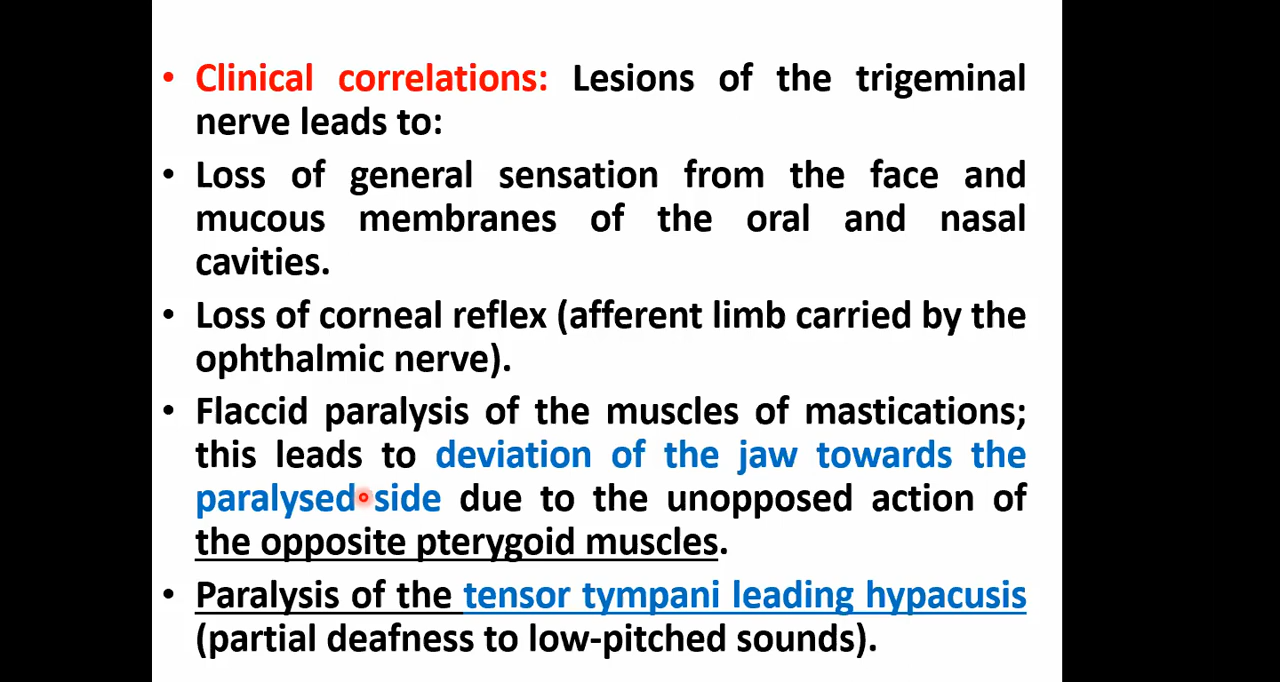 • Clinical correlations: Lesions of the trigeminal
nerve leads to:
• Loss of general sensation from the face and
mucous membranes of the oral and nasal
cavities.
• Loss of corneal reflex (afferent limb carried by the
ophthalmic nerve).
• Flaccid paralysis of the muscles of mastications;
this leads to deviation of the jaw towards the
paralysed side due to the unopposed action of
the opposite pterygoid muscles.
• Paralysis of the tensor tympani leading hypacusis
(partial deafness to low-pitched sounds).